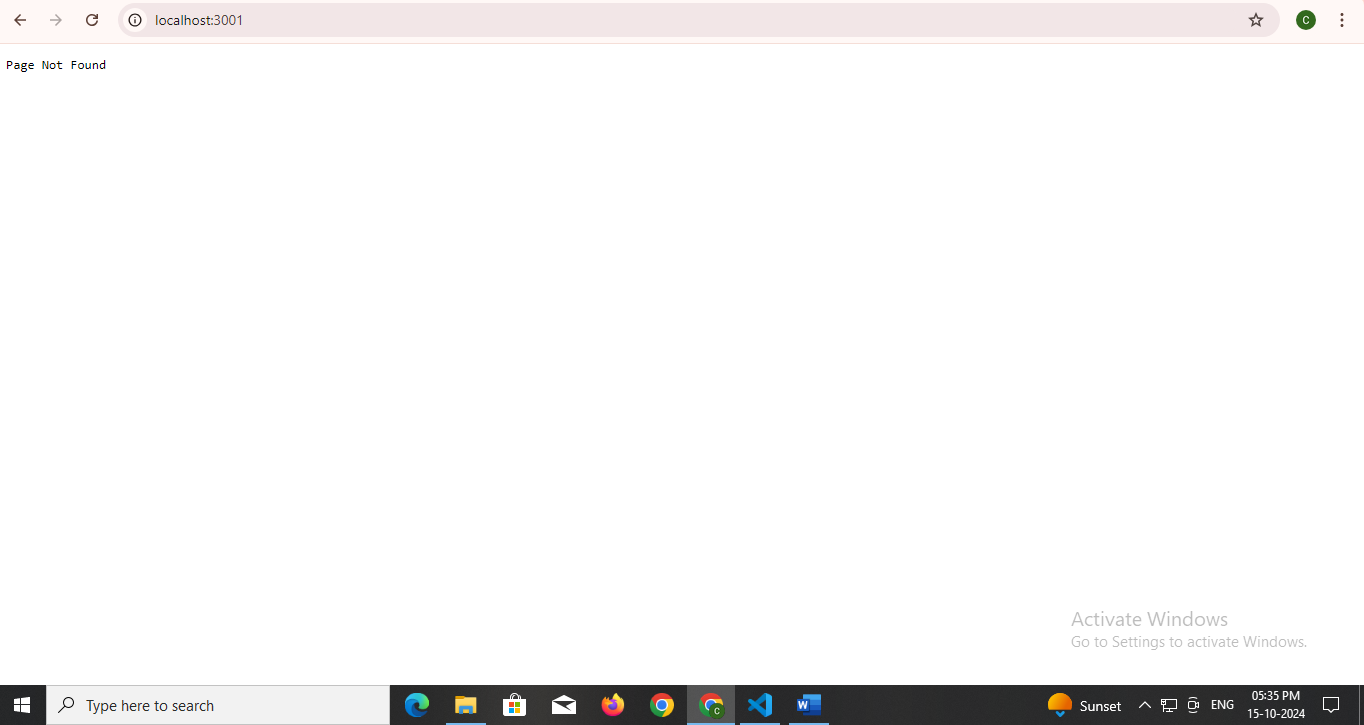 localhost:3001
C
Page Not Found
Activate Windows
Go to Settings to activate Windows.
Type here to search
C
W
Sunset
ENG
05:35 PM
15-10-2024